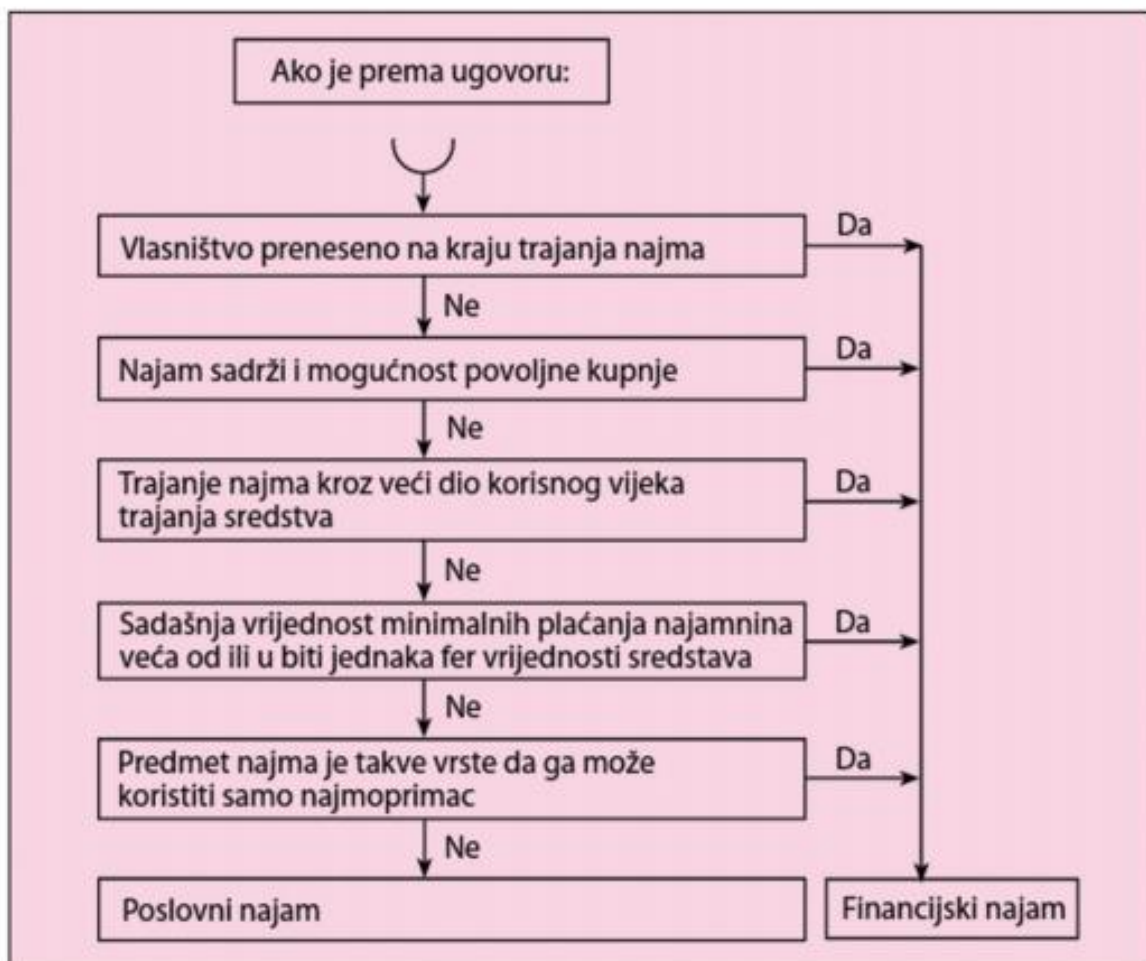 Ako je prema ugovoru:
Vlasništvo preneseno na kraju trajanja najma
Da
Ne
Najam sadrži i mogućnost povoljne kupnje
Da
Ne
Trajanje najma kroz veći dio korisnog vijeka
trajanja sredstva
Da
Ne
Sadašnja vrijednost minimalnih plaćanja najamnina
veća od ili u biti jednaka fer vrijednosti sredstava
Da
Ne
Predmet najma je takve vrste da ga može
koristiti samo najmoprimac
Da
Ne
Poslovni najam
Financijski najam